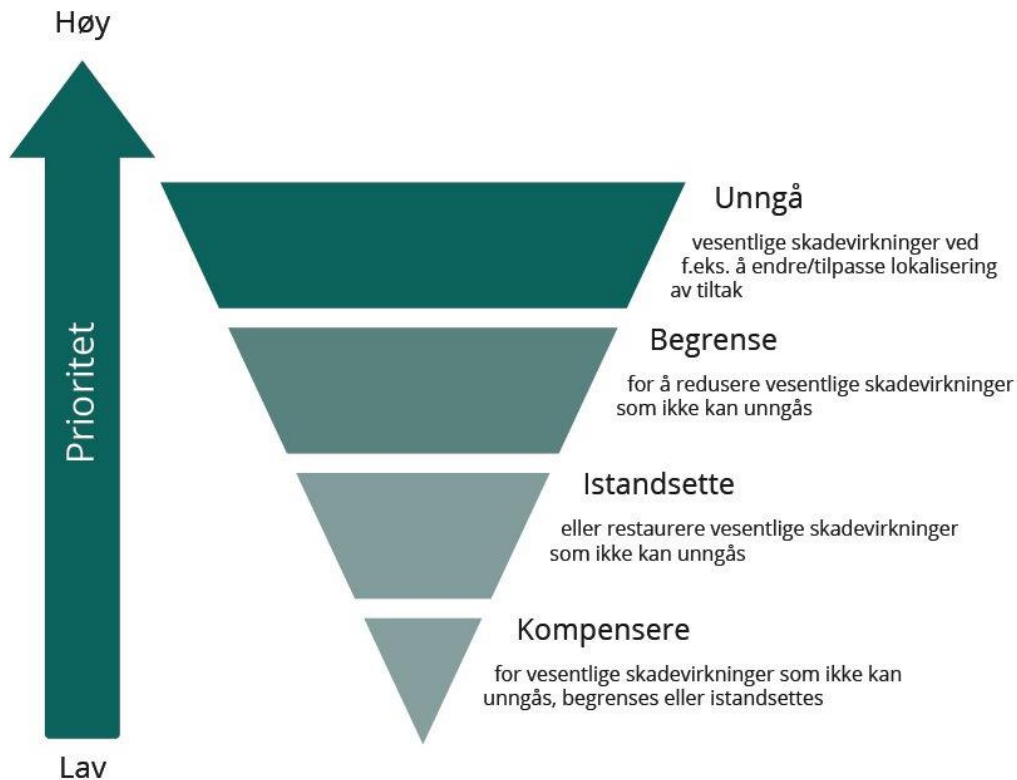 Høy
Prioritet
Lav
Unngå
vesentlige skadevirkninger ved
f.eks. å endre/tilpasse lokalisering
av tiltak
Begrense
for å redusere vesentlige skadevirkninger
som ikke kan unngås
Istandsette
eller restaurere vesentlige skadevirkninger
som ikke kan unngås
Kompensere
for vesentlige skadevirkninger som ikke kan
unngås, begrenses eller istandsettes